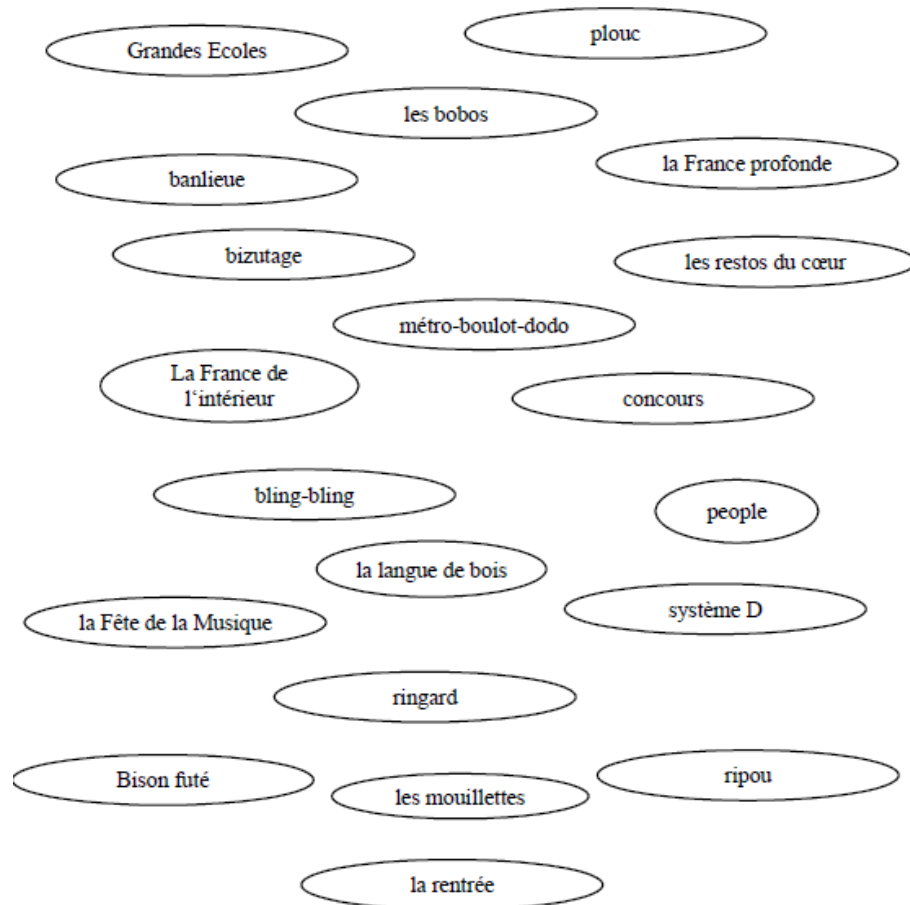 plouc
Grandes Ecoles
les bobos
la France profonde
banlieue
bizutage
les restos du cœur
métro-boulot-dodo
La France de
l‘intérieur
concours
bling-bling
people
la langue de bois
système D
la Fête de la Musique
ringard
Bison futé
ripou
les mouillettes
la rentrée